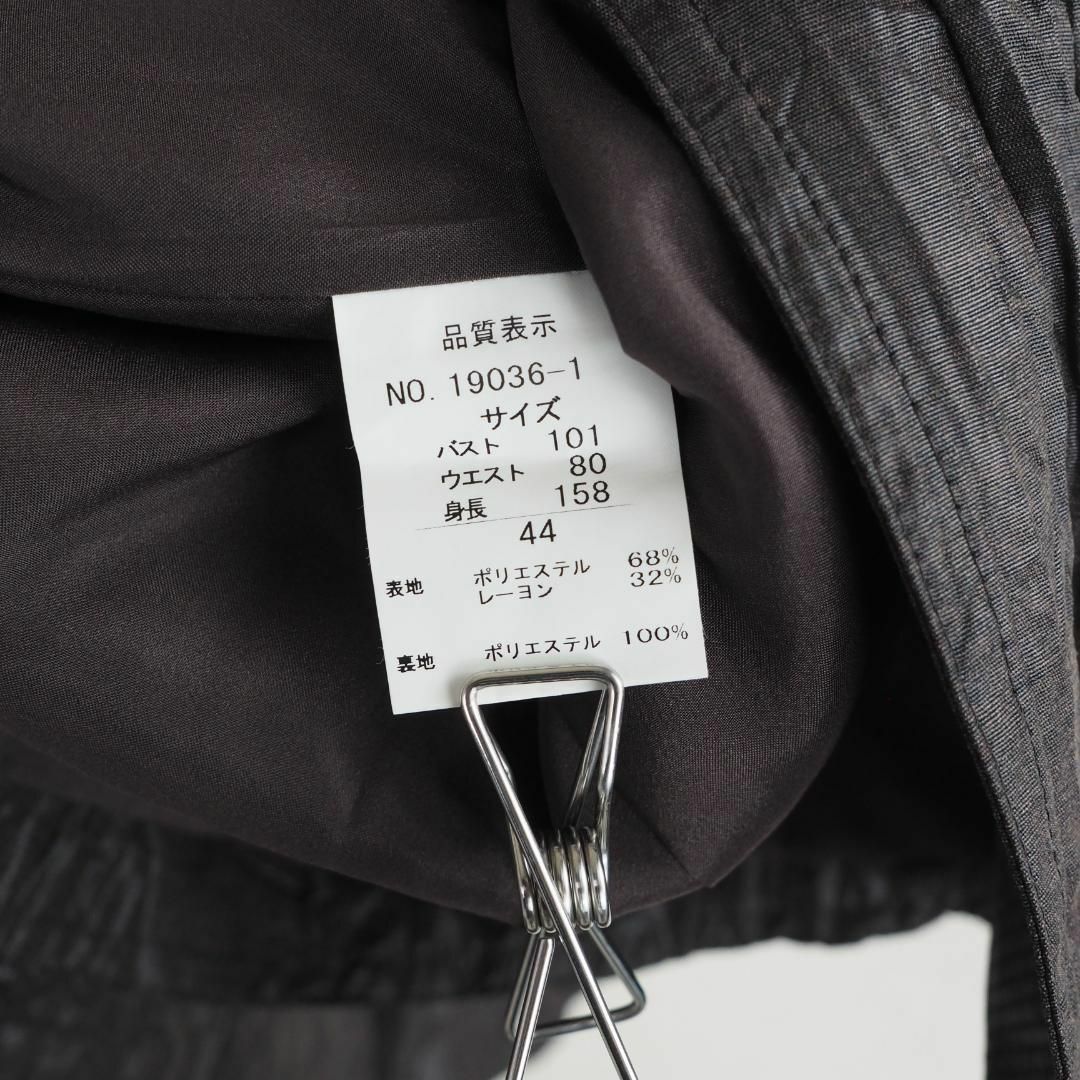 品質表示
NO. 19036-1
サイズ
バスト 101
ウエスト 80
身長 158
44
表地 ポリエステル 68%
レーヨン 32%
裏地 ポリエステル 100%